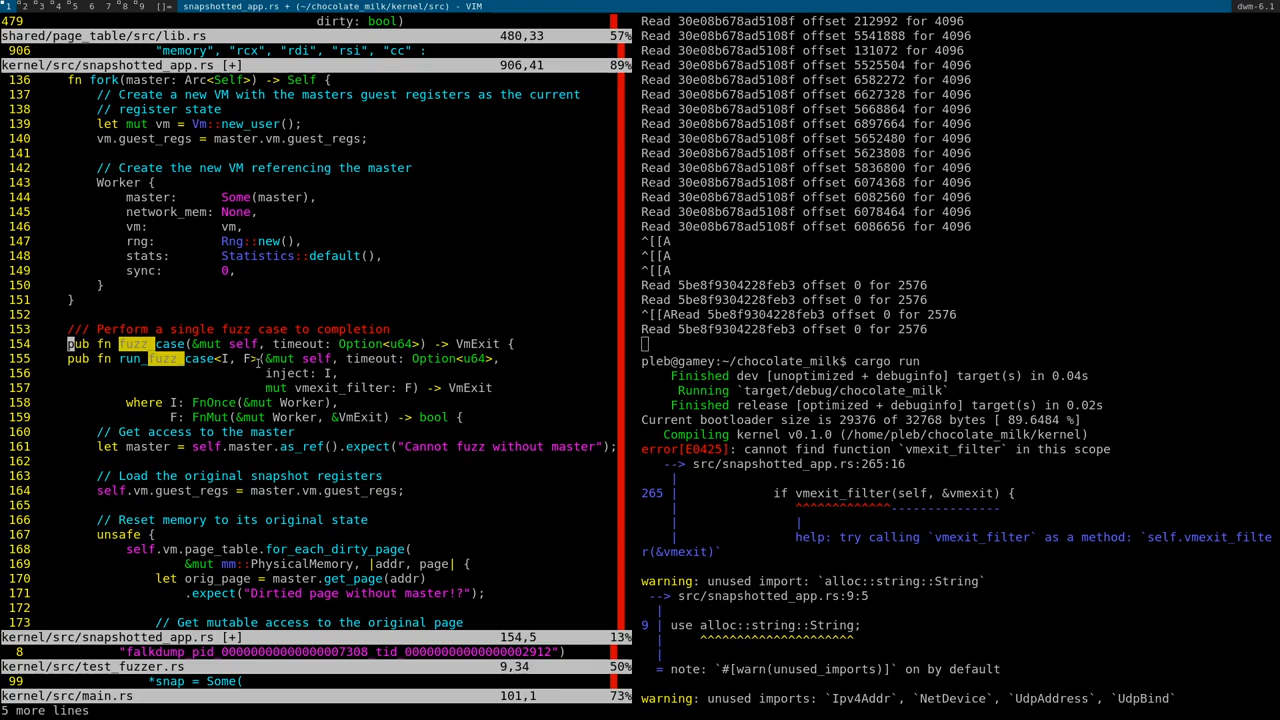 1 2 3 4 5 6 7 8 9 []= snapshotted_app.rs + (~/chocolate_milk/kernel/src) - VIM dwm-6.1
479 dirty: bool)
shared/page_table/src/lib.rs 480,33 57%
906 "memory", "rcx", "rdi", "rsi", "cc" :
kernel/src/snapshotted_app.rs [+] 906,41 89%
136 fn fork(master: Arc<Self>) -> Self {
137 // Create a new VM with the masters guest registers as the current
138 // register state
139 let mut vm = Vm::new_user();
140 vm.guest_regs = master.vm.guest_regs;
141
142 // Create the new VM referencing the master
143 Worker {
144 master: Some(master),
145 network_mem: None,
146 vm: vm,
147 rng: Rng::new(),
148 stats: Statistics::default(),
149 sync: 0,
150 }
151 }
152
153 /// Perform a single fuzz case to completion
154 pub fn fuzz_case(&mut self, timeout: Option<u64>) -> VmExit {
155 pub fn run_fuzz_case<I, F>(&mut self, timeout: Option<u64>,
156 inject: I,
157 mut vmexit_filter: F) -> VmExit
158 where I: FnOnce(&mut Worker),
159 F: FnMut(&mut Worker, &VmExit) -> bool {
160 // Get access to the master
161 let master = self.master.as_ref().expect("Cannot fuzz without master");
162
163 // Load the original snapshot registers
164 self.vm.guest_regs = master.vm.guest_regs;
165
166 // Reset memory to its original state
167 unsafe {
168 self.vm.page_table.for_each_dirty_page(
169 &mut mm::PhysicalMemory, |addr, page| {
170 let orig_page = master.get_page(addr)
171 .expect("Dirtied page without master!?");
172
173 // Get mutable access to the original page
kernel/src/snapshotted_app.rs [+] 154,5 13%
8 "falkdump_pid_00000000000000007308_tid_00000000000000002912")
kernel/src/test_fuzzer.rs 9,34 50%
99 *snap = Some(
kernel/src/main.rs 101,1 73%
5 more lines
Read 30e08b678ad5108f offset 212992 for 4096
Read 30e08b678ad5108f offset 5541888 for 4096
Read 30e08b678ad5108f offset 131072 for 4096
Read 30e08b678ad5108f offset 5525504 for 4096
Read 30e08b678ad5108f offset 6582272 for 4096
Read 30e08b678ad5108f offset 6627328 for 4096
Read 30e08b678ad5108f offset 5668864 for 4096
Read 30e08b678ad5108f offset 6897664 for 4096
Read 30e08b678ad5108f offset 5652480 for 4096
Read 30e08b678ad5108f offset 5623808 for 4096
Read 30e08b678ad5108f offset 5836800 for 4096
Read 30e08b678ad5108f offset 6074368 for 4096
Read 30e08b678ad5108f offset 6082560 for 4096
Read 30e08b678ad5108f offset 6078464 for 4096
Read 30e08b678ad5108f offset 6086656 for 4096
^[[A
^[[A
^[[A
Read 5be8f9304228feb3 offset 0 for 2576
Read 5be8f9304228feb3 offset 0 for 2576
^[[ARead 5be8f9304228feb3 offset 0 for 2576
Read 5be8f9304228feb3 offset 0 for 2576
pleb@gamey:~/chocolate_milk$ cargo run
Finished dev [unoptimized + debuginfo] target(s) in 0.04s
Running `target/debug/chocolate_milk`
Finished release [optimized + debuginfo] target(s) in 0.02s
Current bootloader size is 29376 of 32768 bytes [ 89.6484 %]
Compiling kernel v0.1.0 (/home/pleb/chocolate_milk/kernel)
error[E0425]: cannot find function `vmexit_filter` in this scope
--> src/snapshotted_app.rs:265:16
|
265 | if vmexit_filter(self, &vmexit) {
| ^^^^^^^^^^^^^---------------
| |
| help: try calling `vmexit_filter` as a method: `self.vmexit_filte
r(&vmexit)`
warning: unused import: `alloc::string::String`
--> src/snapshotted_app.rs:9:5
|
9 | use alloc::string::String;
| ^^^^^^^^^^^^^^^^^^^^^
|
= note: `#[warn(unused_imports)]` on by default
warning: unused imports: `Ipv4Addr`, `NetDevice`, `UdpAddress`, `UdpBind`